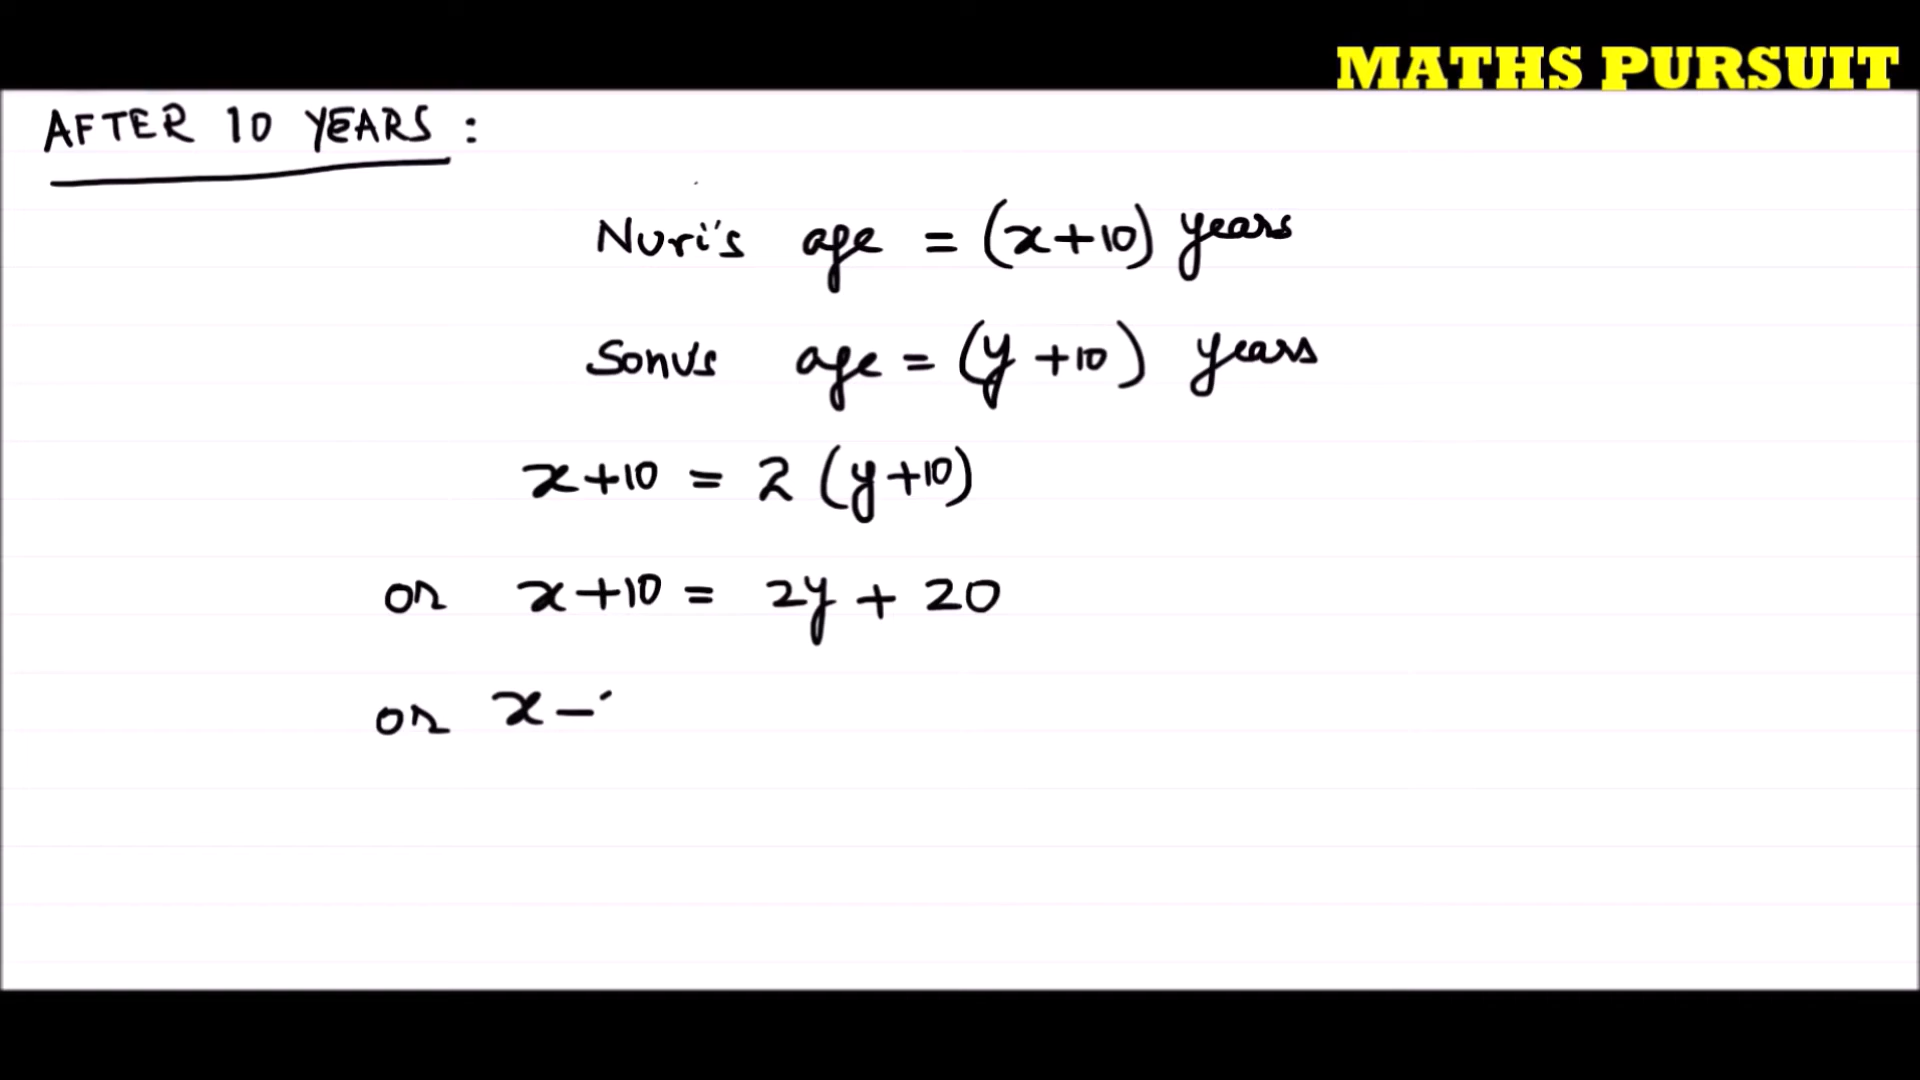 MATHS PURSUIT
AFTER 10 YEARS :
Nuri's age = (x+10) years
Sonu's age = (y+10) years
x+10 = 2 (y+10)
or x+10 = 2y + 20
or x -